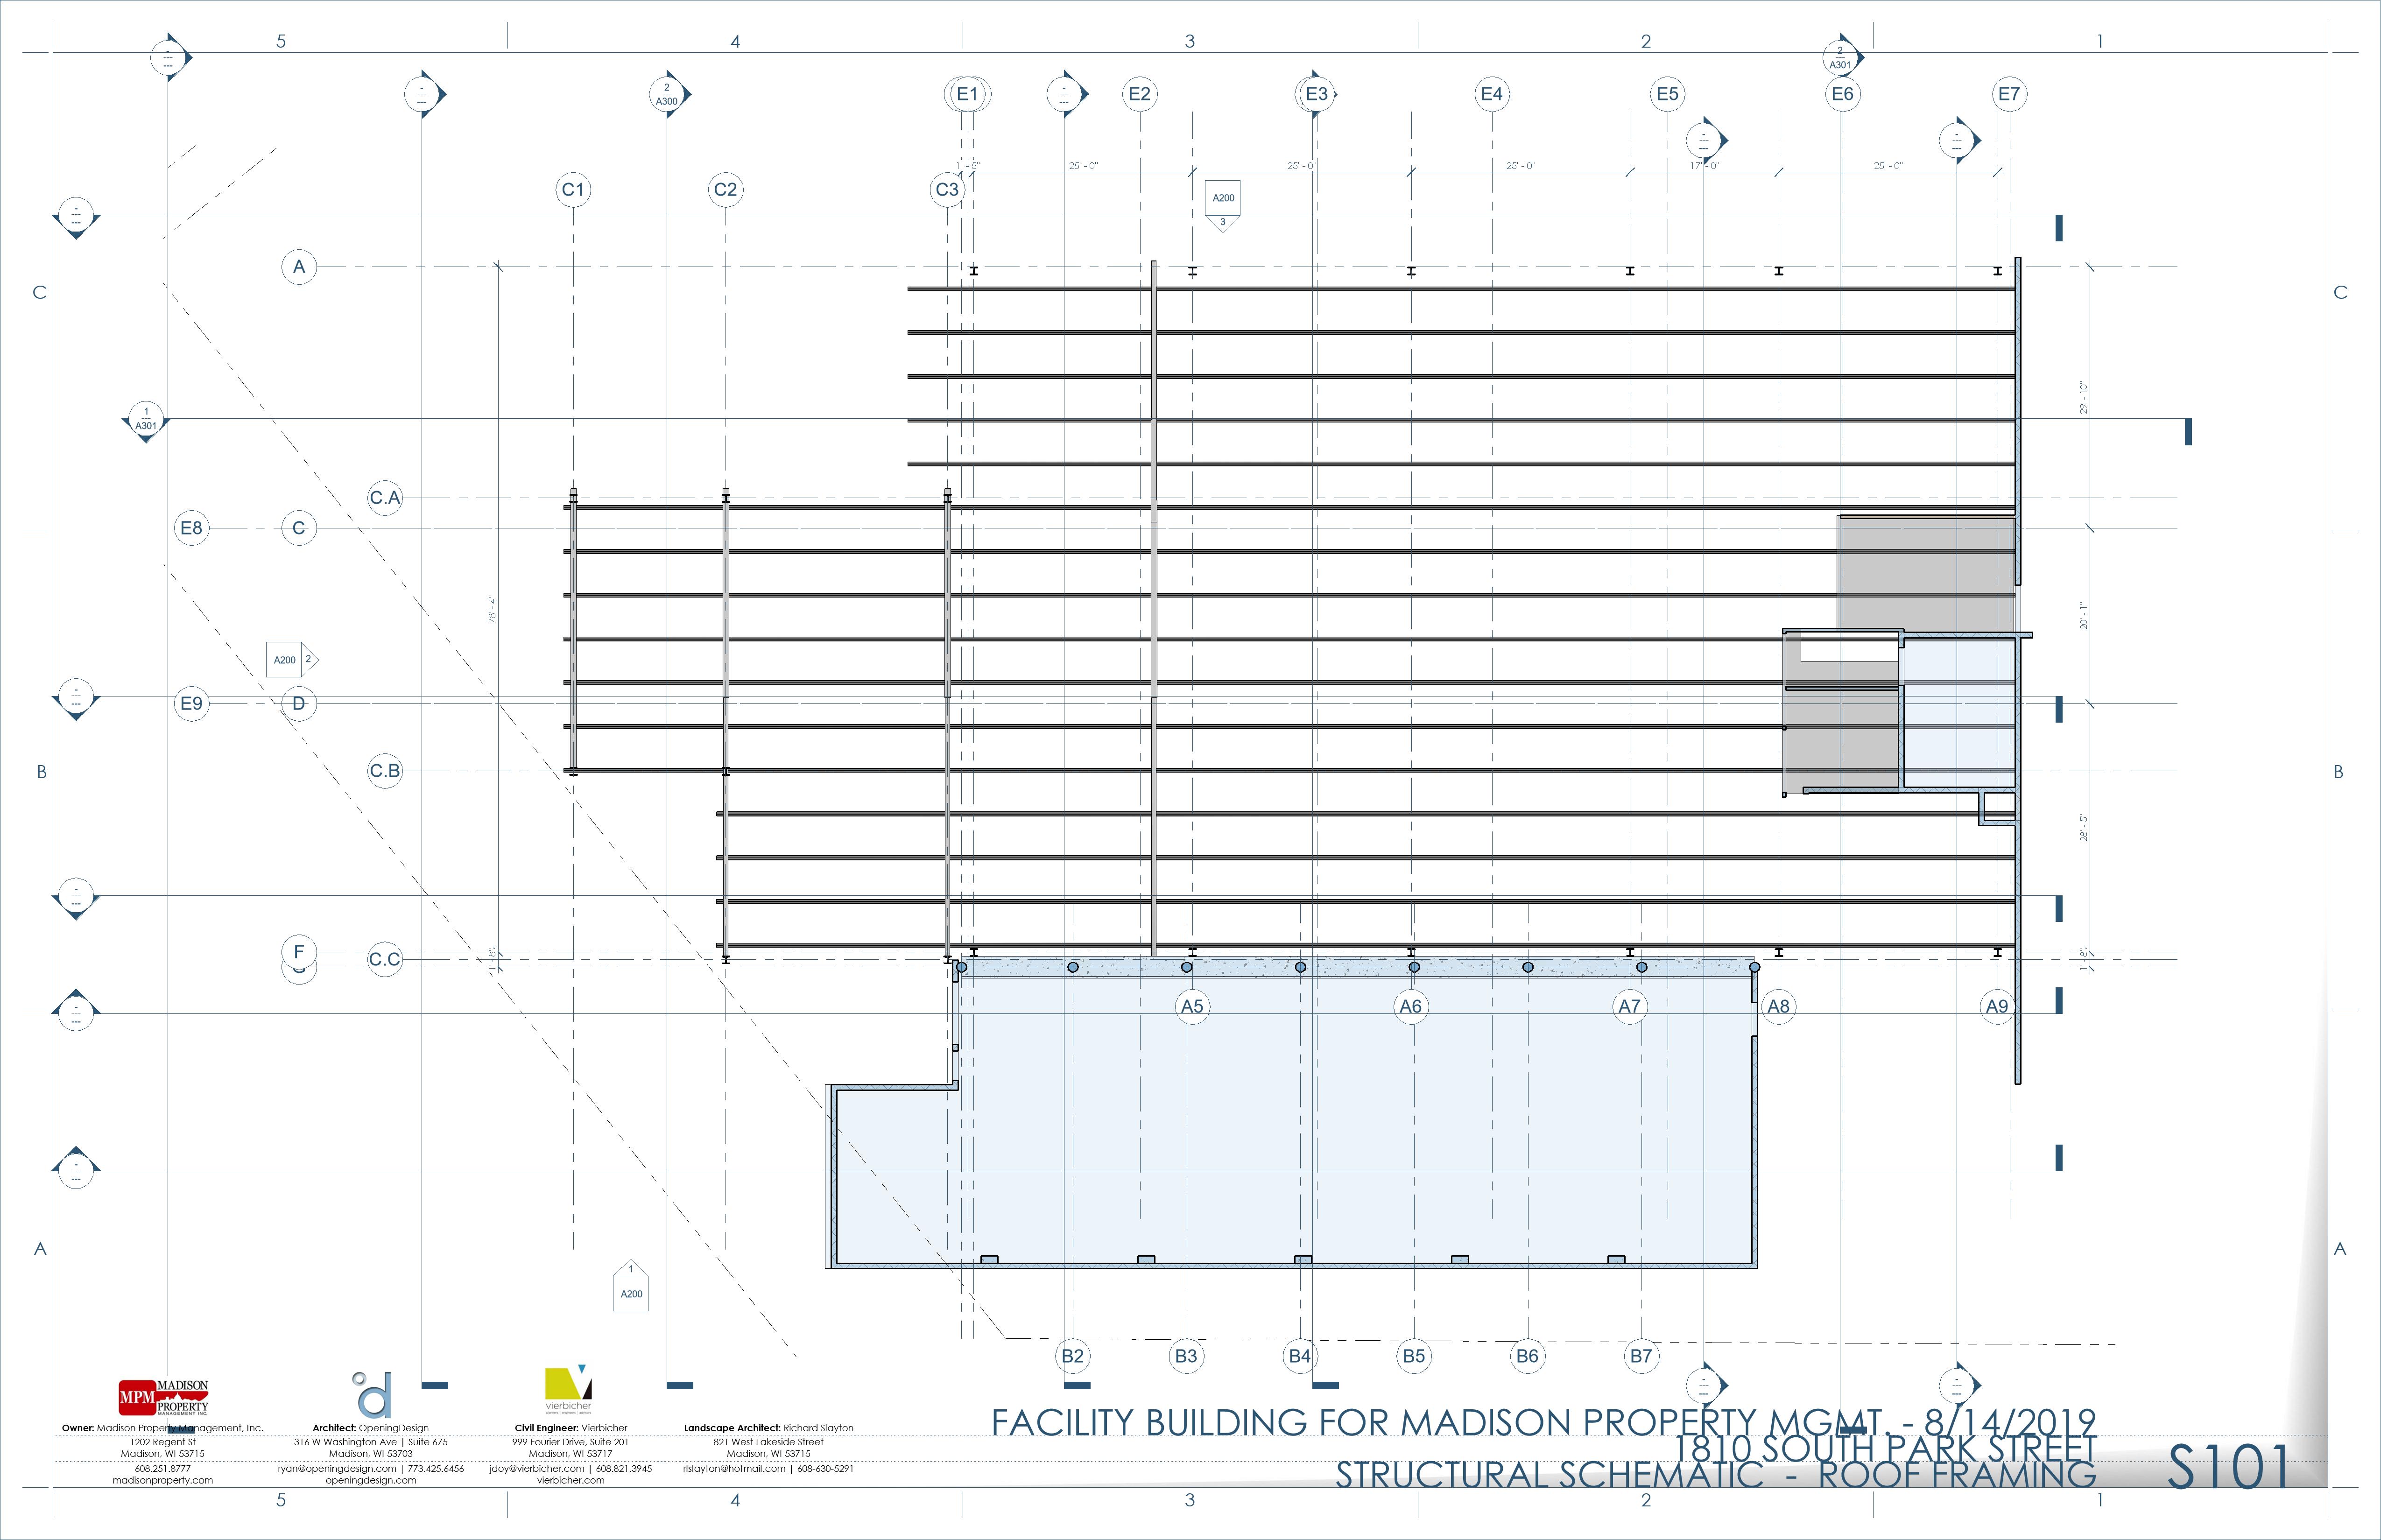 5 4 3 2 1
-
---
2
A301
-
---
-
---
2
A300
E1
-
---
E2
E3
E4
E5
E6
E7
-
---
-
---
1' - 5"
25' - 0"
25' - 0"
25' - 0"
17' - 0"
25' - 0"
C1
C2
C3
A200
3
-
---
A
C
C
29' - 10"
1
A301
C.A
E8
C
78' - 4"
20' - 1"
A200
2
-
---
E9
D
B
C.B
B
28' - 5"
-
---
F
C.C
1' - 8"
1' - 8"
A5
A6
A7
A8
A9
-
---
-
---
A
A
1
A200
B2
B3
B4
B5
B6
B7
-
---
-
---
MPM
MADISON
PROPERTY
MANAGEMENT INC.
d
vierbicher
planners | engineers | advisors
Owner: Madison Property Management, Inc.
1202 Regent St
Madison, WI 53715
608.251.8777
madisonproperty.com
Architect: OpeningDesign
316 W Washington Ave | Suite 675
Madison, WI 53703
ryan@openingdesign.com | 773.425.6456
openingdesign.com
Civil Engineer: Vierbicher
999 Fourier Drive, Suite 201
Madison, WI 53717
jdoy@vierbicher.com | 608.821.3945
vierbicher.com
Landscape Architect: Richard Slayton
821 West Lakeside Street
Madison, WI 53715
rlslayton@hotmail.com | 608-630-5291
FACILITY BUILDING FOR MADISON PROPERTY MGMT. - 8/14/2019
1810 SOUTH PARK STREET
STRUCTURAL SCHEMATIC - ROOF FRAMING
S101
5 4 3 2 1